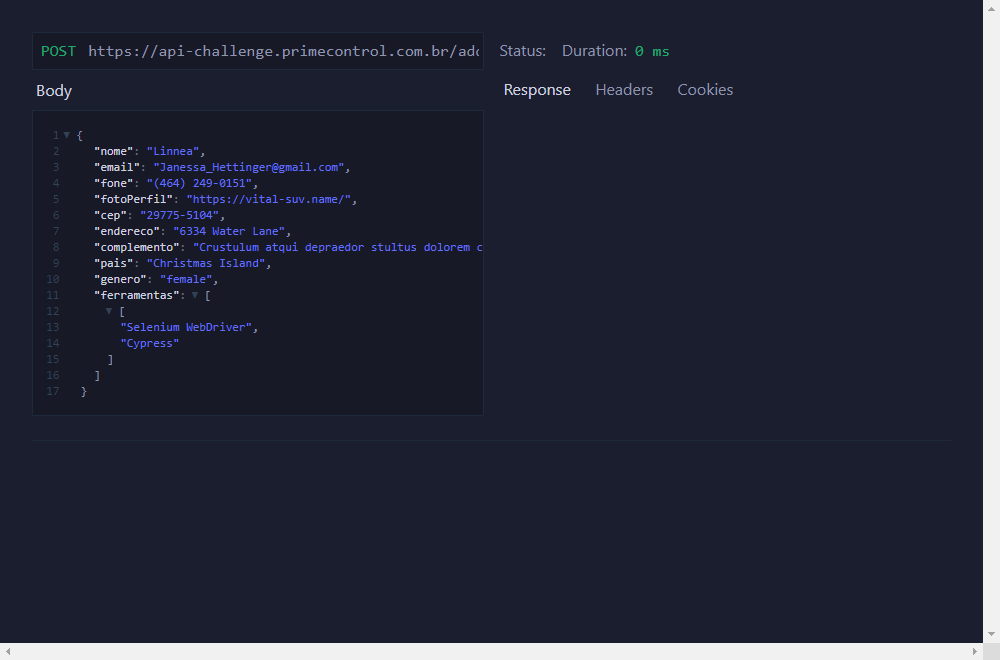 POST https://api-challenge.primecontrol.com.br/add
Status: Duration: 0 ms
Body
Response Headers Cookies
1 ▼ {
2 "nome": "Linnea",
3 "email": "Janessa_Hettinger@gmail.com",
4 "fone": "(464) 249-0151",
5 "fotoPerfil": "https://vital-suv.name/",
6 "cep": "29775-5104",
7 "endereco": "6334 Water Lane",
8 "complemento": "Crustulum atqui depraedor stultus dolorem c
9 "pais": "Christmas Island",
10 "genero": "female",
11 "ferramentas": ▼ [
12 ▼ [
13 "Selenium WebDriver",
14 "Cypress"
15 ]
16 ]
17 }